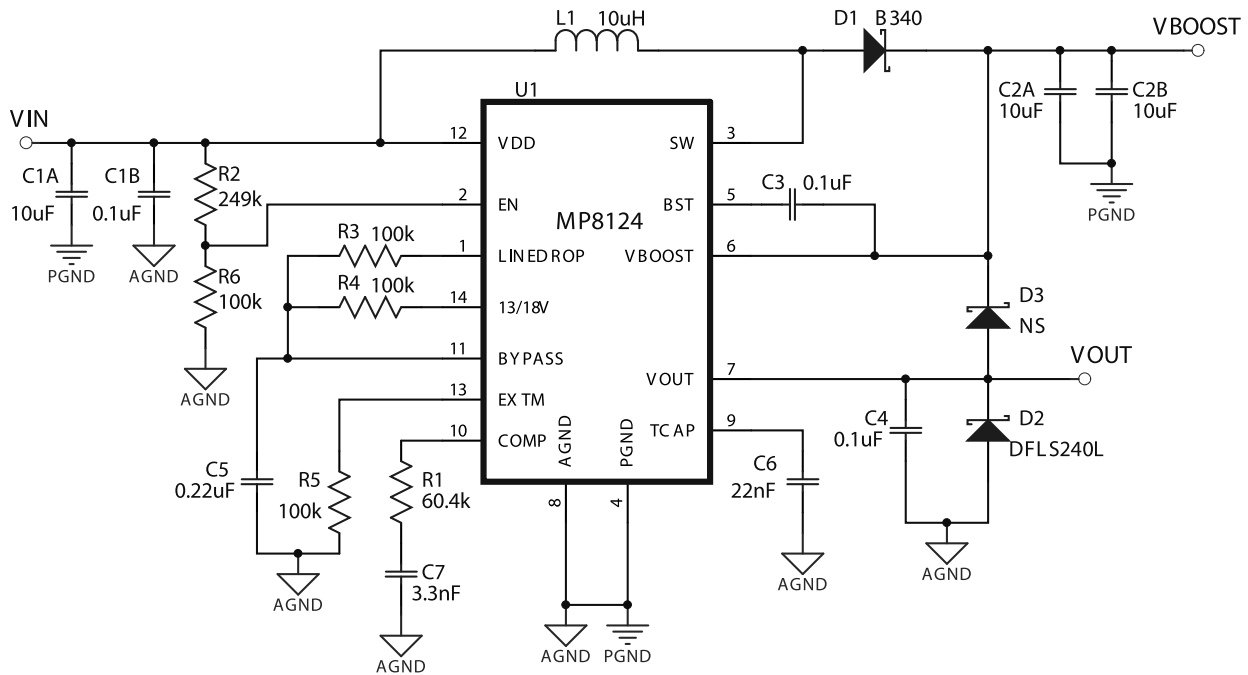 L1 10uH
D1 B340
VBOOST
U1
C2A
10uF
C2B
10uF
PGND
VIN
C1A
10uF
PGND
C1B
0.1uF
AGND
R2
249k
R6
100k
AGND
12 VDD
2 EN
1 LINEDROP
14 13/18V
11 BYPASS
13 EXTM
10 COMP
MP8124
SW 3
BST 5
VBOOST 6
VOUT 7
TCAP 9
AGND
8
PGND
4
R3 100k
R4 100k
C3 0.1uF
D3
NS
VOUT
C4
0.1uF
D2
DFLS240L
AGND
C5
0.22uF
R5
100k
AGND
R1
60.4k
C7
3.3nF
AGND
C6
22nF
AGND
AGND
PGND